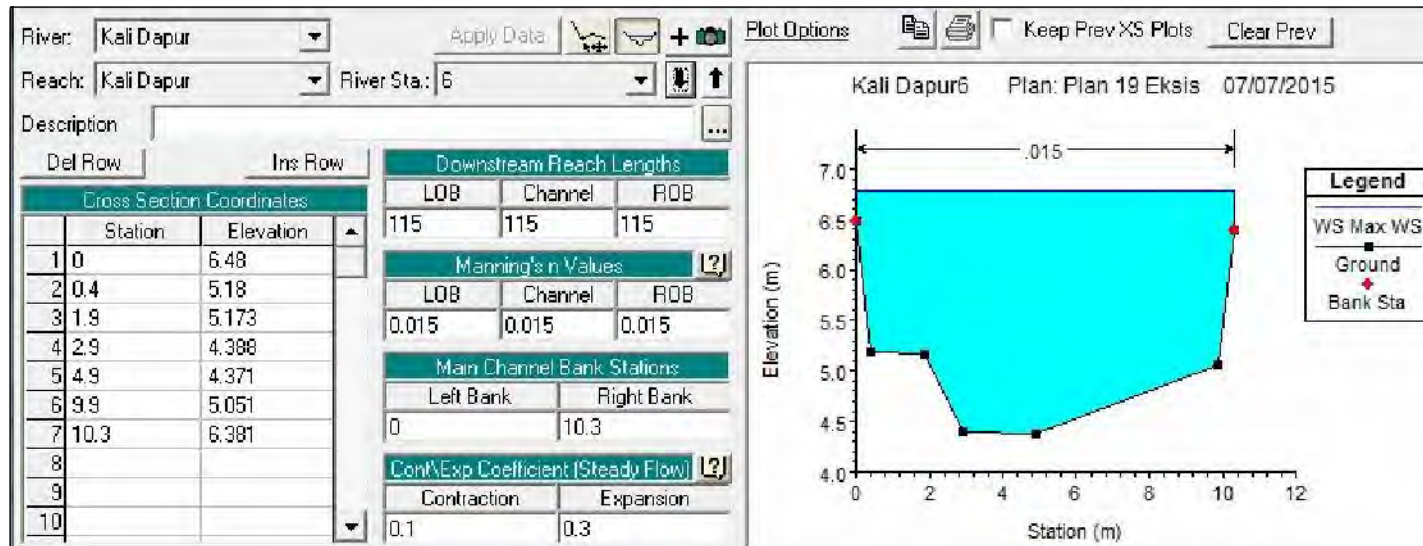 River: Kali Dapur Apply Data
Reach: Kali Dapur River Sta.: 6
Description ...
Del Row Ins Row
Cross Section Coordinates
Station Elevation
1 0 6.48
2 0.4 5.18
3 1.9 5.173
4 2.9 4.388
5 4.9 4.371
6 9.9 5.051
7 10.3 6.381
8
9
10
Downstream Reach Lengths
LOB Channel ROB
115 115 115
Manning's n Values ?
LOB Channel ROB
0.015 0.015 0.015
Main Channel Bank Stations
Left Bank Right Bank
0 10.3
Cont\Exp Coefficient (Steady Flow) ?
Contraction Expansion
0.1 0.3
Plot Options Keep Prev XS Plots Clear Prev
Kali Dapur6 Plan: Plan 19 Eksis 07/07/2015
.015
7.0
6.5
6.0
5.5
5.0
4.5
4.0
0 2 4 6 8 10 12
Elevation (m)
Station (m)
Legend
WS Max WS
Ground
Bank Sta